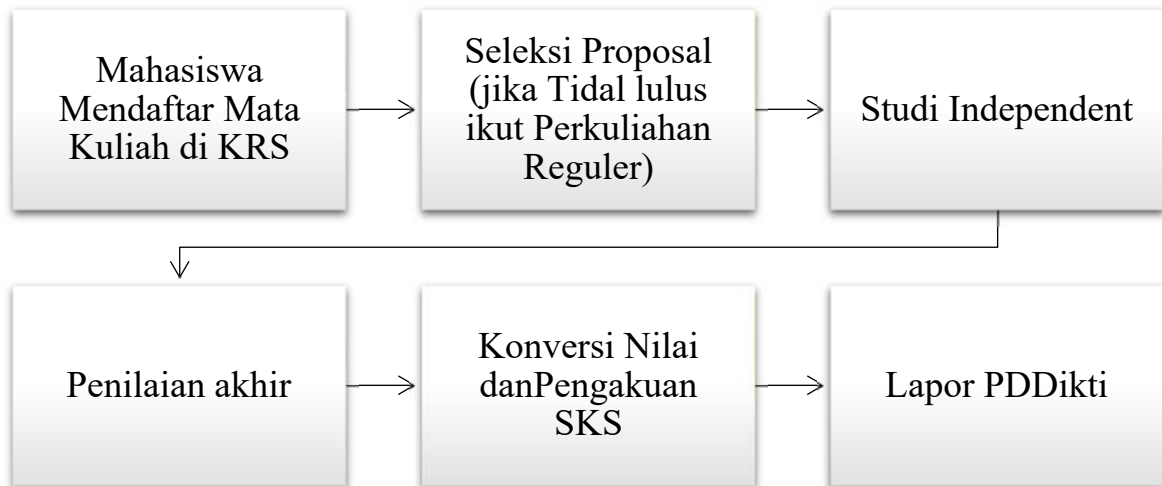 Mahasiswa
Mendaftar Mata
Kuliah di KRS
Seleksi Proposal
(jika Tidal lulus
ikut Perkuliahan
Reguler)
Studi Independent
Penilaian akhir
Konversi Nilai
danPengakuan
SKS
Lapor PDDikti